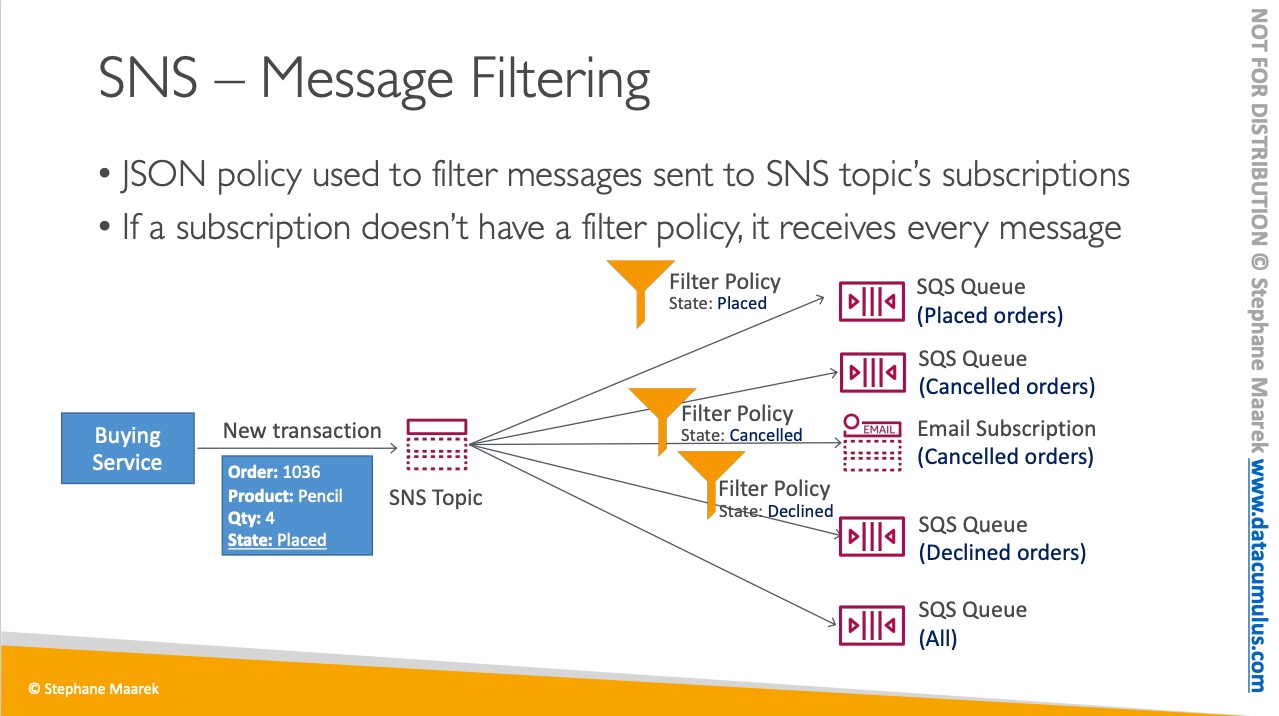 SNS – Message Filtering
• JSON policy used to filter messages sent to SNS topic’s subscriptions
• If a subscription doesn’t have a filter policy, it receives every message
Filter Policy
State: Placed
SQS Queue
(Placed orders)
SQS Queue
(Cancelled orders)
Filter Policy
State: Cancelled
EMAIL
Email Subscription
(Cancelled orders)
Buying
Service
New transaction
Order: 1036
Product: Pencil
Qty: 4
State: Placed
SNS Topic
Filter Policy
State: Declined
SQS Queue
(Declined orders)
SQS Queue
(All)
© Stephane Maarek
NOT FOR DISTRIBUTION © Stephane Maarek www.datacumulus.com